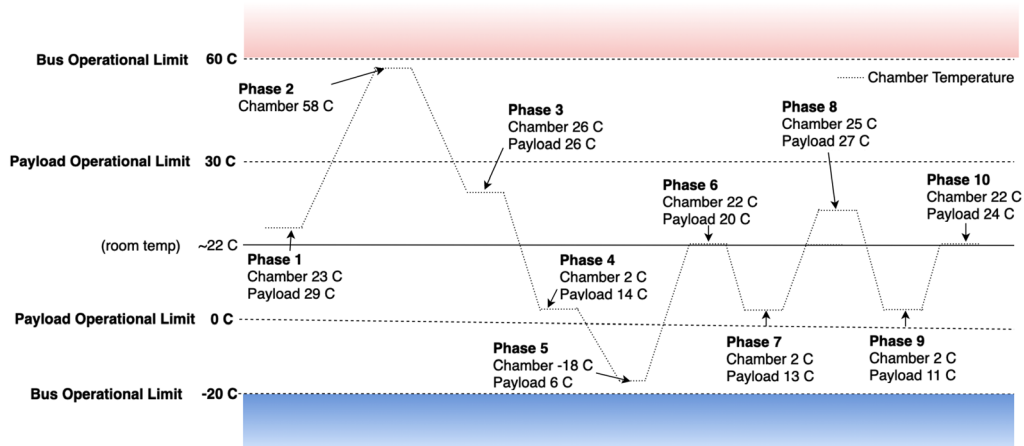 Bus Operational Limit 60 C
Chamber Temperature
Phase 2
Chamber 58 C
Phase 3
Chamber 26 C
Payload 26 C
Phase 8
Chamber 25 C
Payload 27 C
Payload Operational Limit 30 C
Phase 6
Chamber 22 C
Payload 20 C
Phase 10
Chamber 22 C
Payload 24 C
(room temp) ~22 C
Phase 1
Chamber 23 C
Payload 29 C
Phase 4
Chamber 2 C
Payload 14 C
Payload Operational Limit 0 C
Phase 5
Chamber -18 C
Payload 6 C
Phase 7
Chamber 2 C
Payload 13 C
Phase 9
Chamber 2 C
Payload 11 C
Bus Operational Limit -20 C